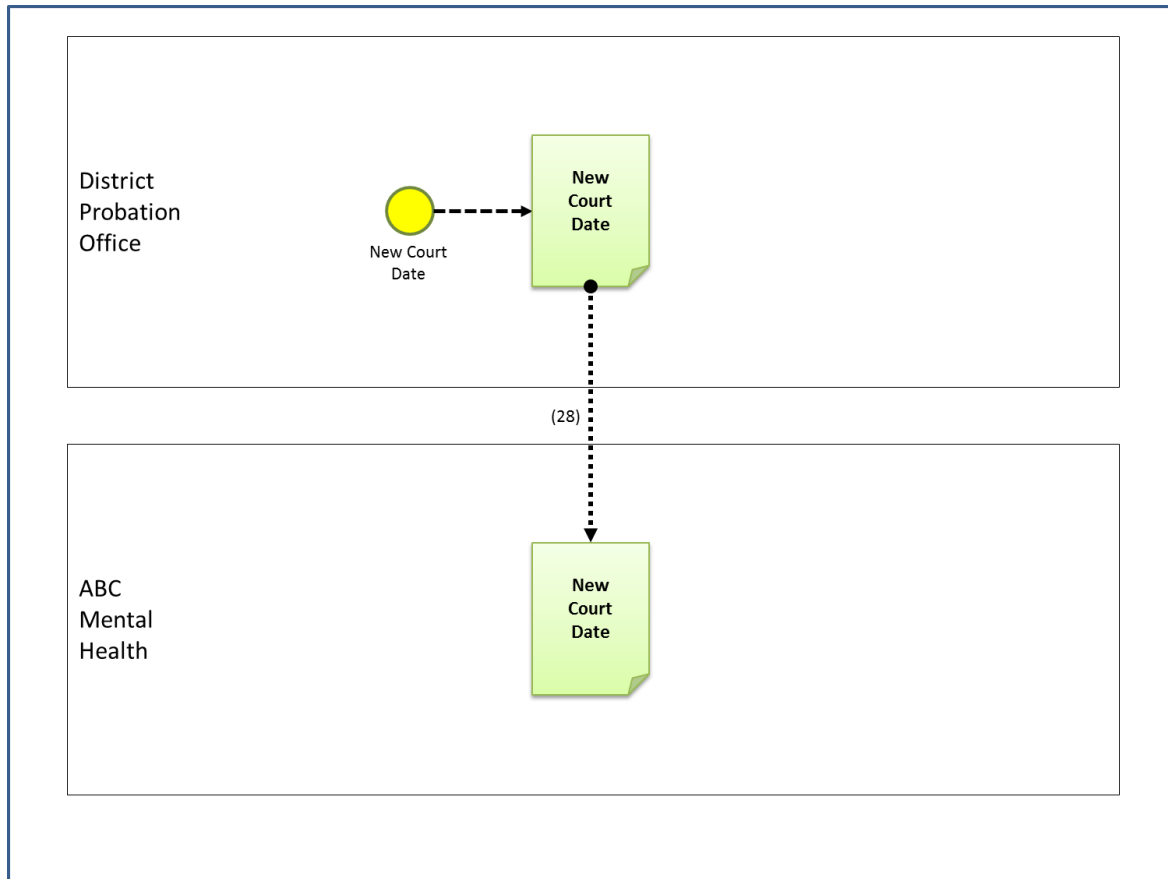 District
Probation
Office
New Court
Date
New
Court
Date
(28)
ABC
Mental
Health
New
Court
Date